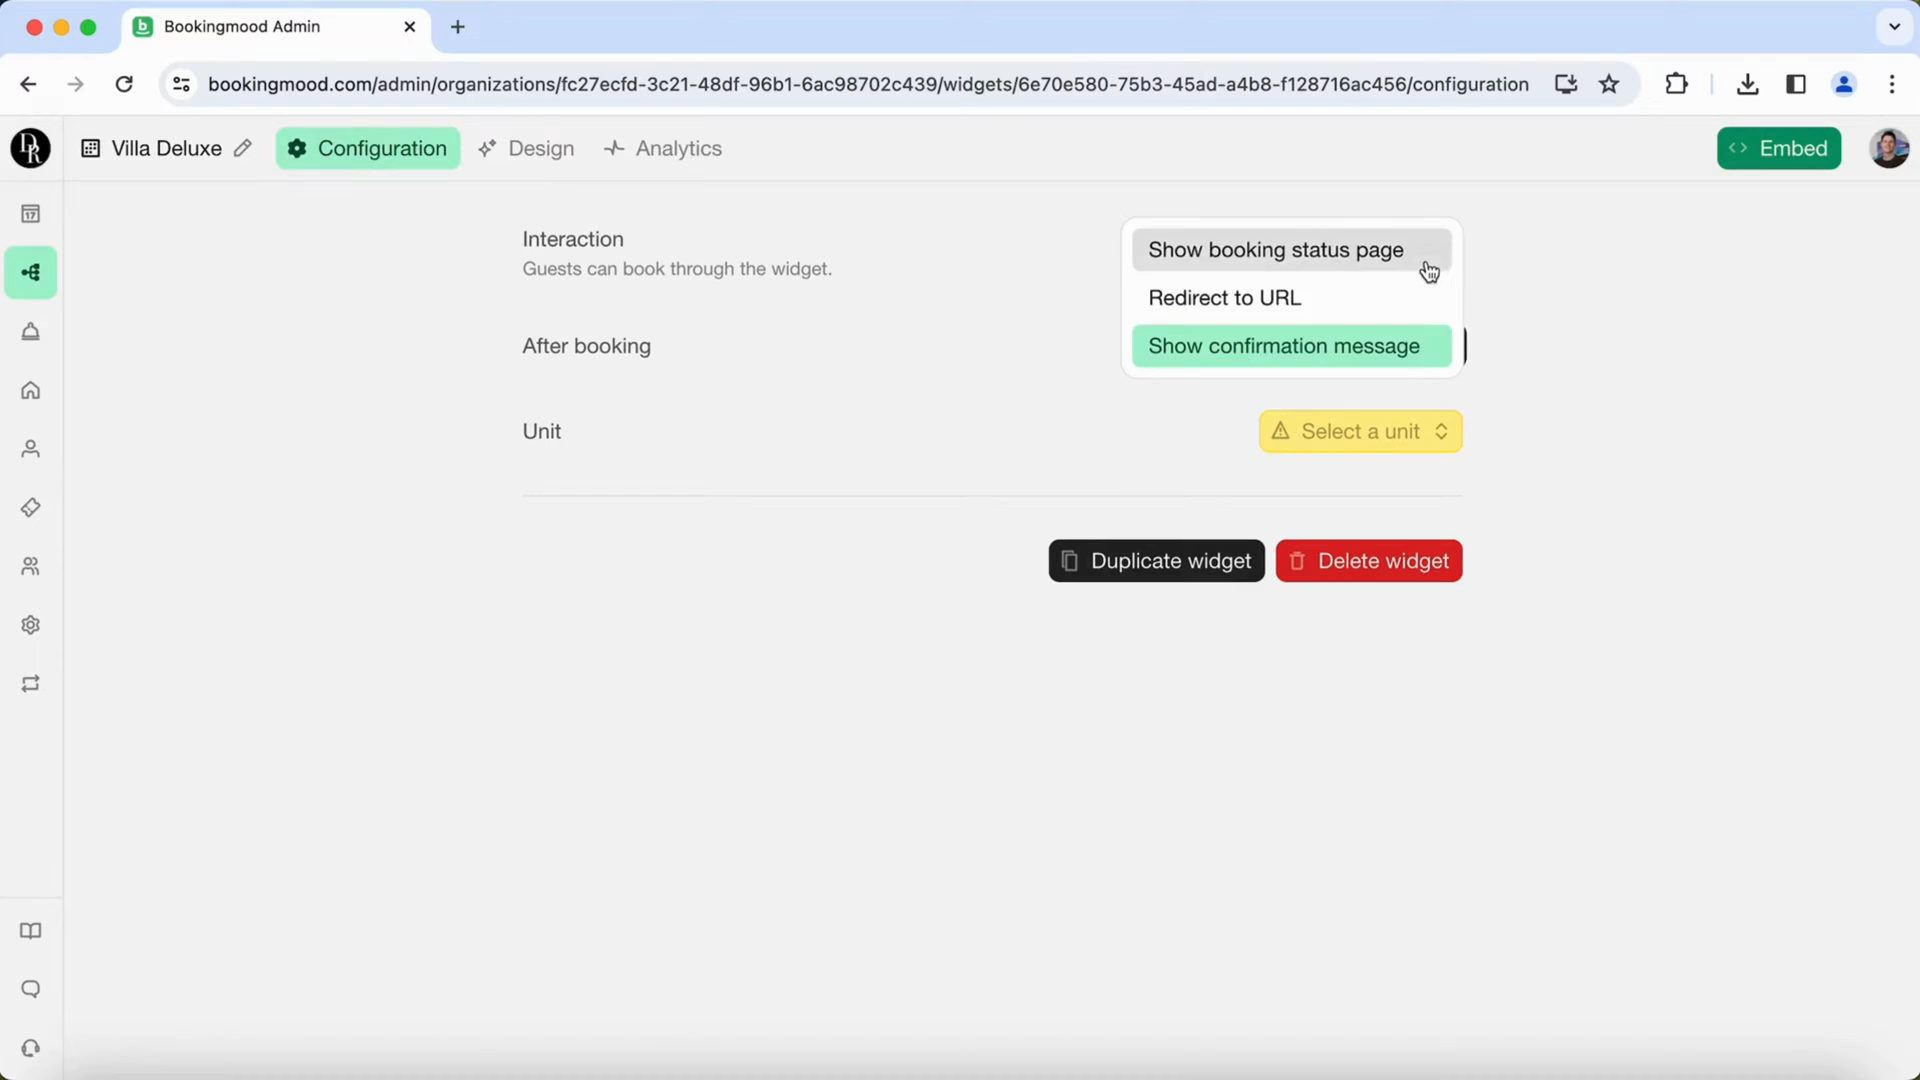 Bookingmood Admin
bookingmood.com/admin/organizations/fc27ecfd-3c21-48df-96b1-6ac98702c439/widgets/6e70e580-75b3-45ad-a4b8-f128716ac456/configuration
DR
Villa Deluxe
Configuration
Design
Analytics
Embed
17
Interaction
Guests can book through the widget.
Show booking status page
Redirect to URL
After booking
Show confirmation message
Unit
Select a unit
Duplicate widget
Delete widget